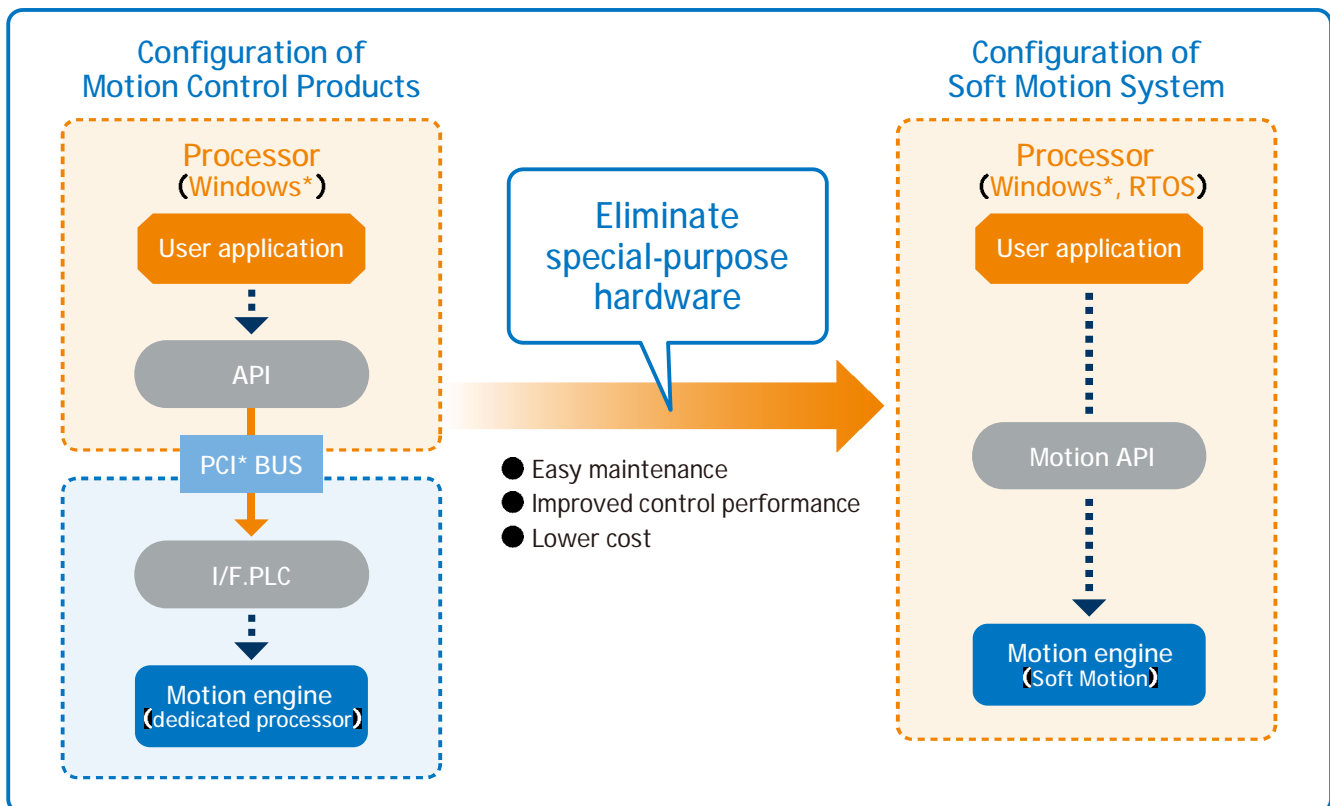 Configuration of
Motion Control Products
Processor
(Windows*)
User application
API
PCI* BUS
I/F.PLC
Motion engine
(dedicated processor)
Eliminate
special-purpose
hardware
● Easy maintenance
● Improved control performance
● Lower cost
Configuration of
Soft Motion System
Processor
(Windows*, RTOS)
User application
Motion API
Motion engine
(Soft Motion)